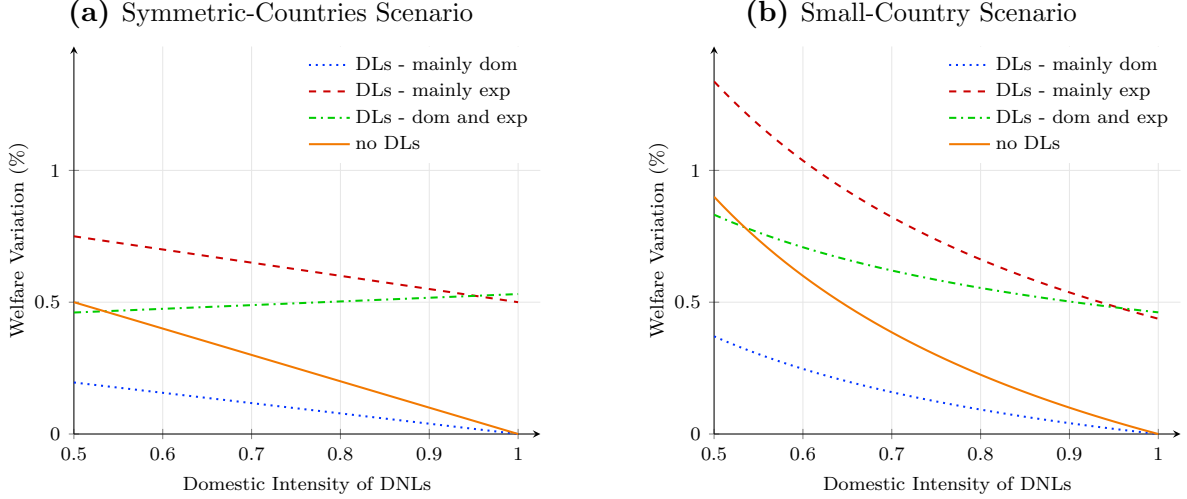 (a) Symmetric-Countries Scenario
DLs - mainly dom
DLs - mainly exp
DLs - dom and exp
no DLs
Welfare Variation (%)
1
0.5
0
0.5
0.6
0.7
0.8
0.9
1
Domestic Intensity of DNLs
(b) Small-Country Scenario
DLs - mainly dom
DLs - mainly exp
DLs - dom and exp
no DLs
Welfare Variation (%)
1
0.5
0
0.5
0.6
0.7
0.8
0.9
1
Domestic Intensity of DNLs